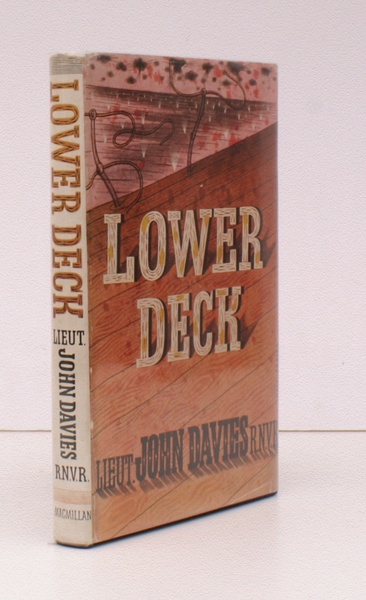 LOWER DECK
LIEUT.
JOHN DAVIES
R.N.V.R.
MACMILLAN
LOWER
DECK
LIEUT. JOHN DAVIES R.N.V.R